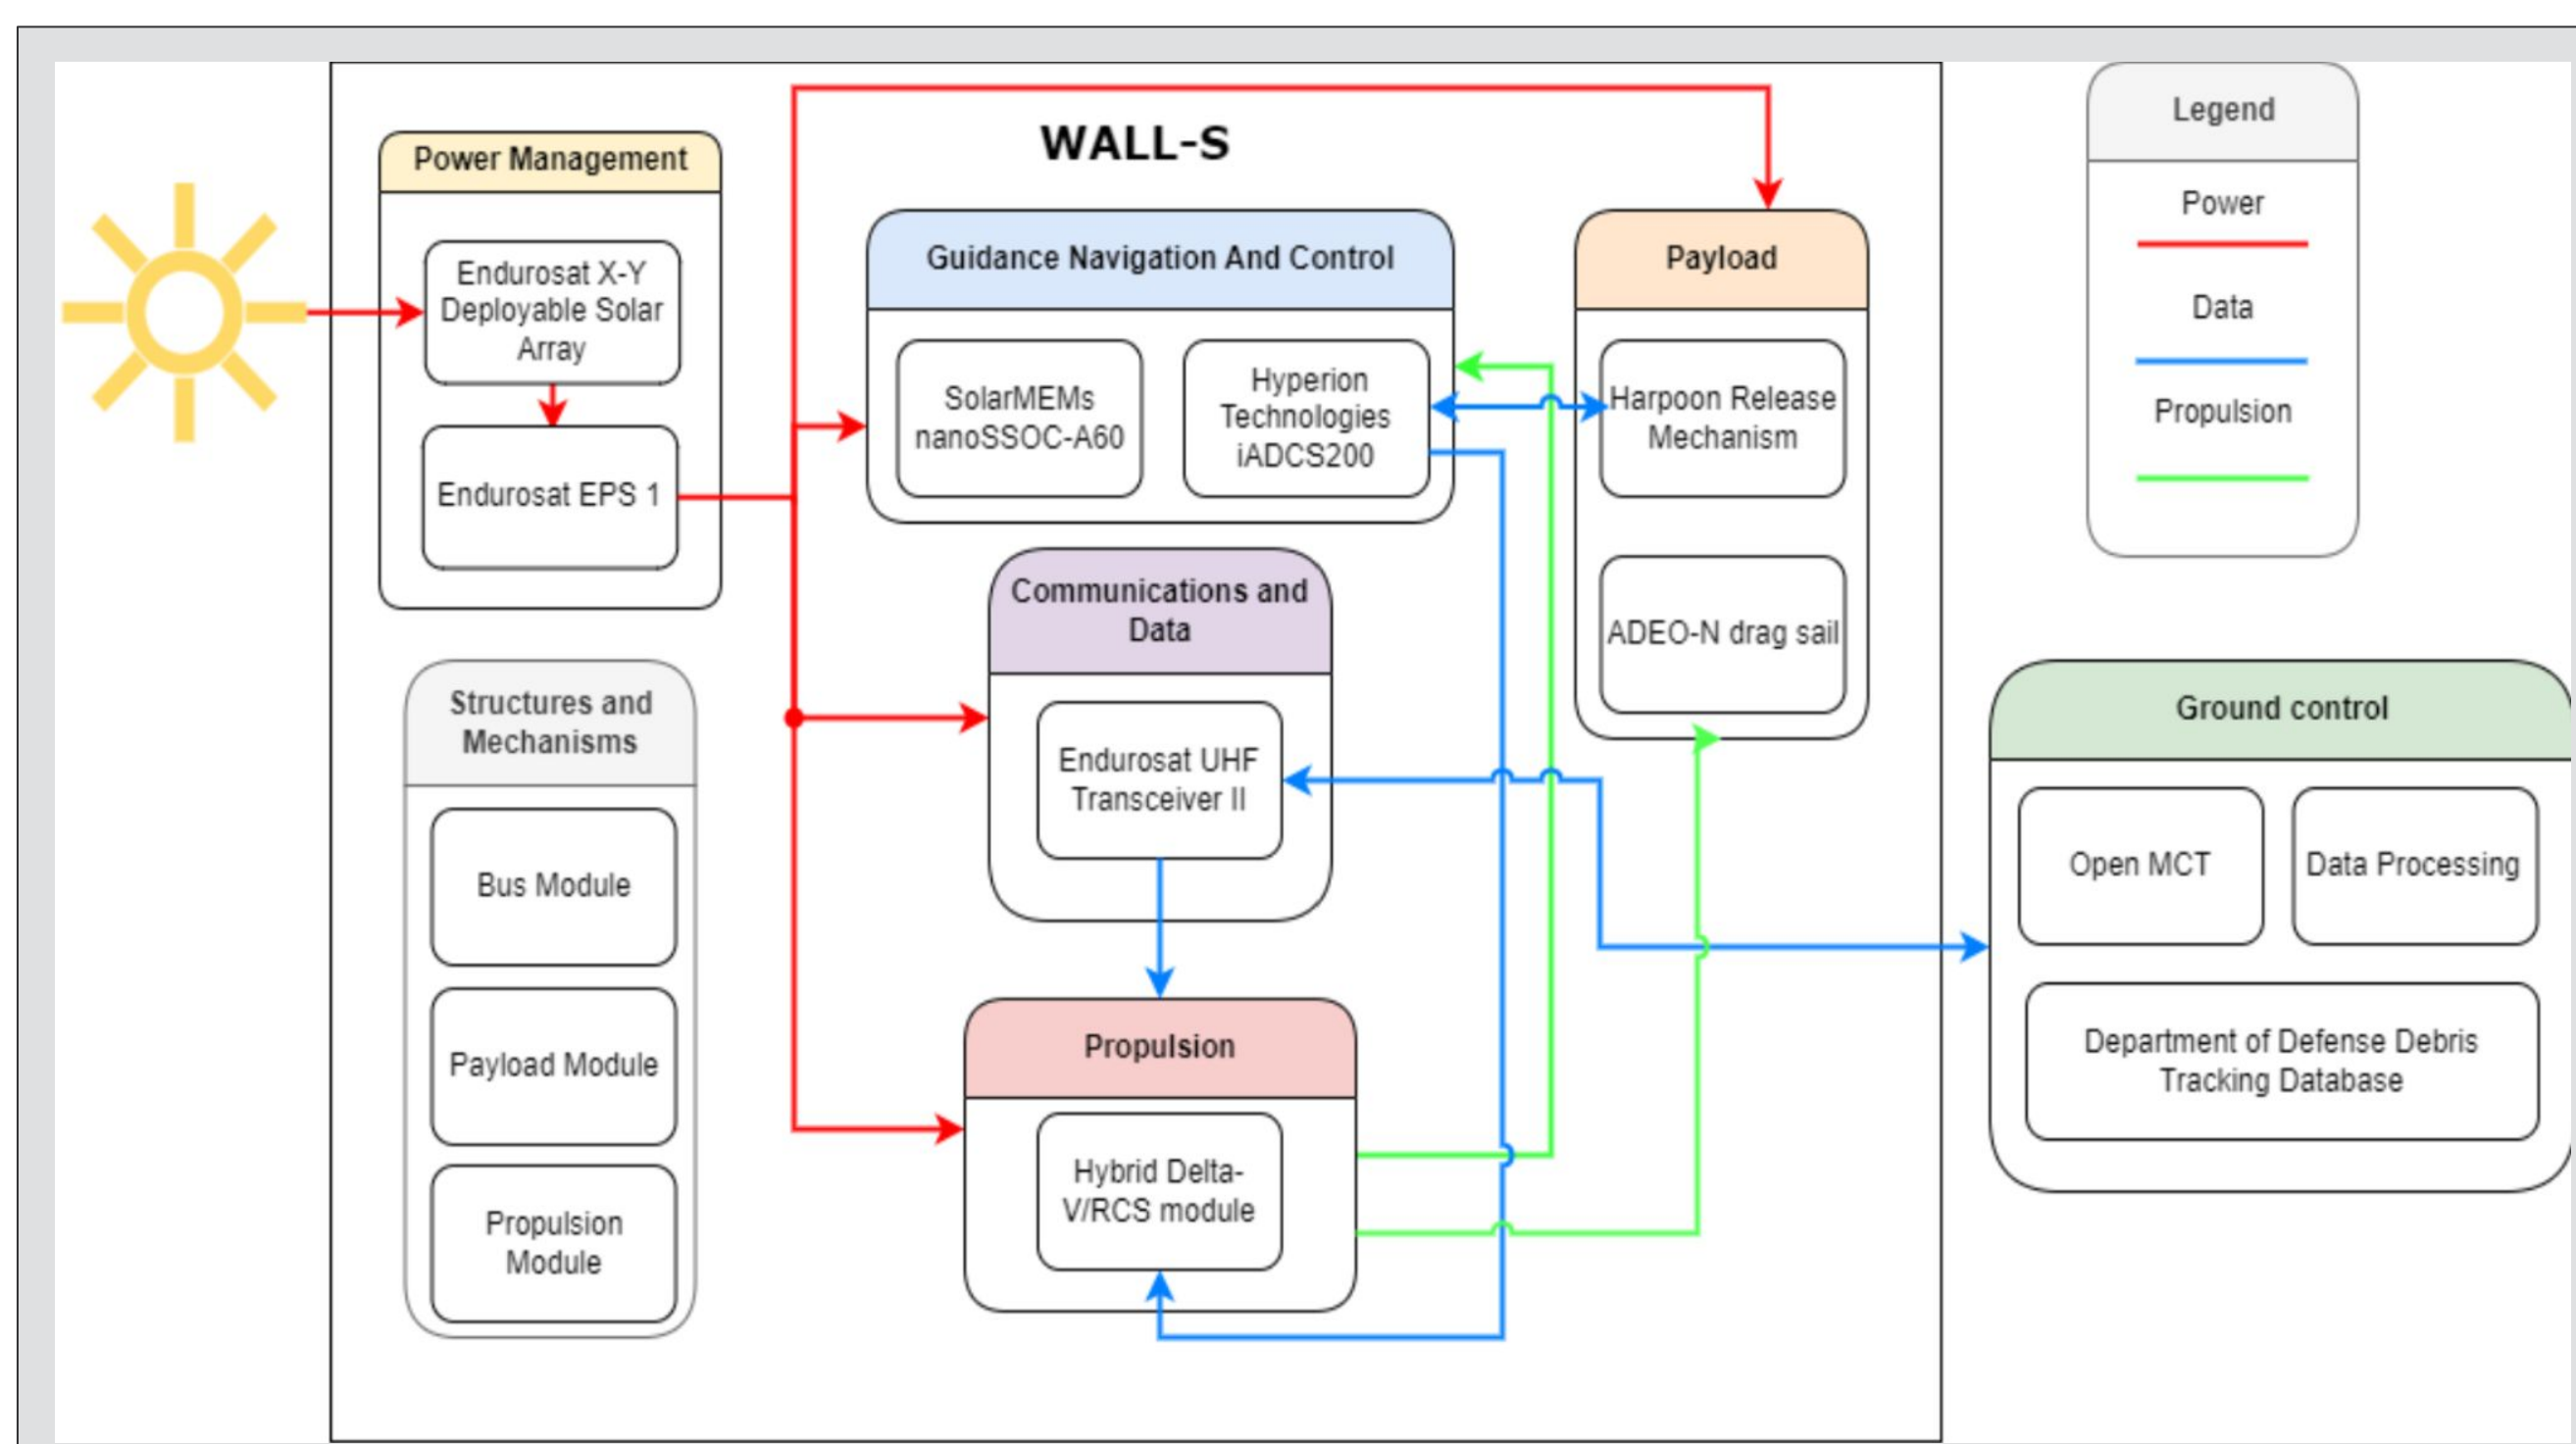 WALL-S
Power Management
Endurosat X-Y
Deployable Solar
Array
Endurosat EPS 1
Structures and
Mechanisms
Bus Module
Payload Module
Propulsion
Module
Guidance Navigation And Control
SolarMEMs
nanoSSOC-A60
Hyperion
Technologies
iADCS200
Communications and
Data
Endurosat UHF
Transceiver II
Propulsion
Hybrid Delta-
V/RCS module
Payload
Harpoon Release
Mechanism
ADEO-N drag sail
Legend
Power
Data
Propulsion
Ground control
Open MCT
Data Processing
Department of Defense Debris
Tracking Database